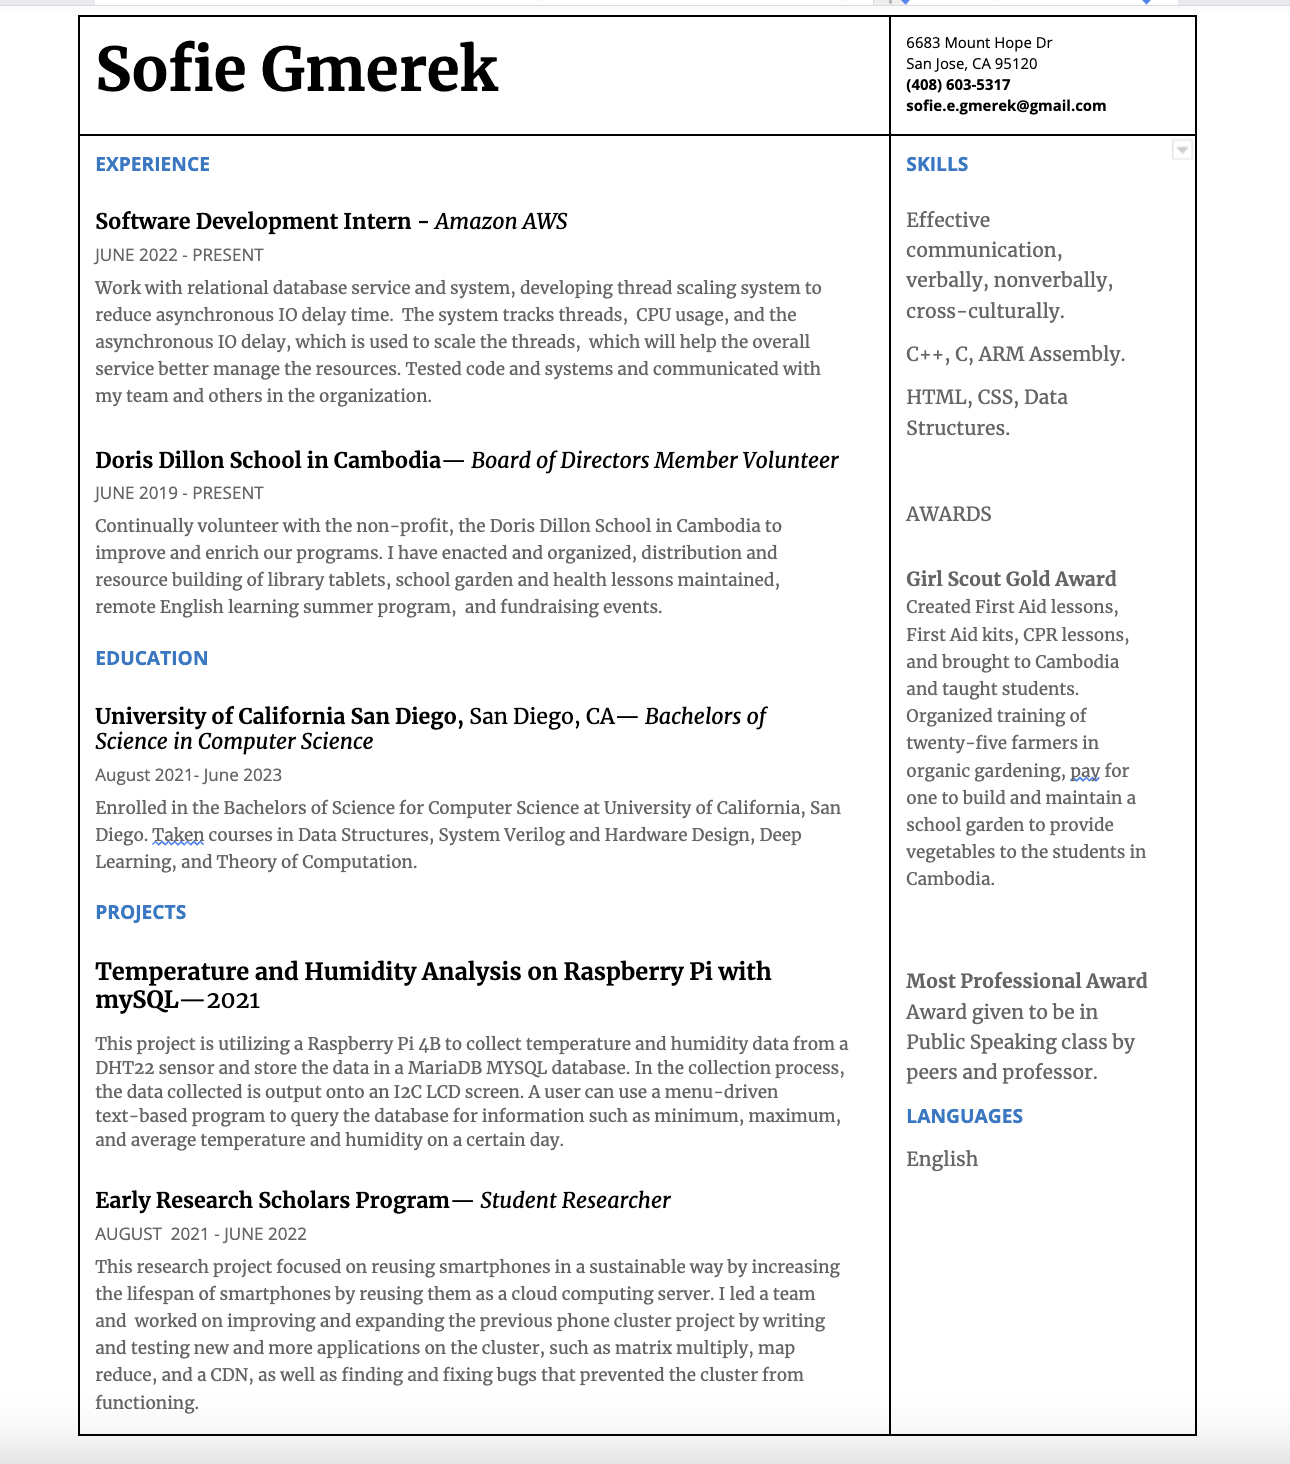 Sofie Gmerek
6683 Mount Hope Dr
San Jose, CA 95120
(408) 603-5317
sofie.e.gmerek@gmail.com
EXPERIENCE
Software Development Intern - Amazon AWS
JUNE 2022 - PRESENT
Work with relational database service and system, developing thread scaling system to
reduce asynchronous IO delay time.  The system tracks threads,  CPU usage, and the
asynchronous IO delay, which is used to scale the threads,  which will help the overall
service better manage the resources. Tested code and systems and communicated with
my team and others in the organization.
Doris Dillon School in Cambodia— Board of Directors Member Volunteer
JUNE 2019 - PRESENT
Continually volunteer with the non-profit, the Doris Dillon School in Cambodia to
improve and enrich our programs. I have enacted and organized, distribution and
resource building of library tablets, school garden and health lessons maintained,
remote English learning summer program,  and fundraising events.
EDUCATION
University of California San Diego, San Diego, CA— Bachelors of
Science in Computer Science
August 2021- June 2023
Enrolled in the Bachelors of Science for Computer Science at University of California, San
Diego. Taken courses in Data Structures, System Verilog and Hardware Design, Deep
Learning, and Theory of Computation.
PROJECTS
Temperature and Humidity Analysis on Raspberry Pi with
mySQL—2021
This project is utilizing a Raspberry Pi 4B to collect temperature and humidity data from a
DHT22 sensor and store the data in a MariaDB MYSQL database. In the collection process,
the data collected is output onto an I2C LCD screen. A user can use a menu-driven
text-based program to query the database for information such as minimum, maximum,
and average temperature and humidity on a certain day.
Early Research Scholars Program— Student Researcher
AUGUST  2021 - JUNE 2022
This research project focused on reusing smartphones in a sustainable way by increasing
the lifespan of smartphones by reusing them as a cloud computing server. I led a team
and  worked on improving and expanding the previous phone cluster project by writing
and testing new and more applications on the cluster, such as matrix multiply, map
reduce, and a CDN, as well as finding and fixing bugs that prevented the cluster from
functioning.
SKILLS
Effective
communication,
verbally, nonverbally,
cross-culturally.
C++, C, ARM Assembly.
HTML, CSS, Data
Structures.
AWARDS
Girl Scout Gold Award
Created First Aid lessons,
First Aid kits, CPR lessons,
and brought to Cambodia
and taught students.
Organized training of
twenty-five farmers in
organic gardening, pay for
one to build and maintain a
school garden to provide
vegetables to the students in
Cambodia.
Most Professional Award
Award given to be in
Public Speaking class by
peers and professor.
LANGUAGES
English